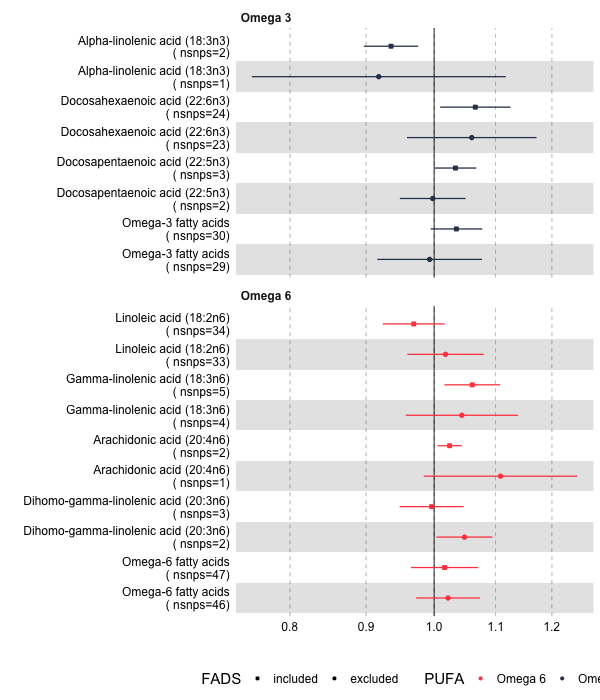 Omega 3
Alpha-linolenic acid (18:3n3)
( nsnps=2)
Alpha-linolenic acid (18:3n3)
( nsnps=1)
Docosahexaenoic acid (22:6n3)
( nsnps=24)
Docosahexaenoic acid (22:6n3)
( nsnps=23)
Docosapentaenoic acid (22:5n3)
( nsnps=3)
Docosapentaenoic acid (22:5n3)
( nsnps=2)
Omega-3 fatty acids
( nsnps=30)
Omega-3 fatty acids
( nsnps=29)
Omega 6
Linoleic acid (18:2n6)
( nsnps=34)
Linoleic acid (18:2n6)
( nsnps=33)
Gamma-linolenic acid (18:3n6)
( nsnps=5)
Gamma-linolenic acid (18:3n6)
( nsnps=4)
Arachidonic acid (20:4n6)
( nsnps=2)
Arachidonic acid (20:4n6)
( nsnps=1)
Dihomo-gamma-linolenic acid (20:3n6)
( nsnps=3)
Dihomo-gamma-linolenic acid (20:3n6)
( nsnps=2)
Omega-6 fatty acids
( nsnps=47)
Omega-6 fatty acids
( nsnps=46)
0.8 0.9 1.0 1.1 1.2
FADS included excluded PUFA Omega 6 Ome